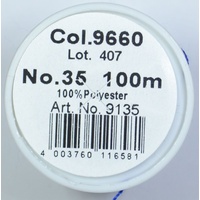 Col.9660
Lot. 407
No.35 100m
100%Polyester
Art. No. 9135
4 003760 116581